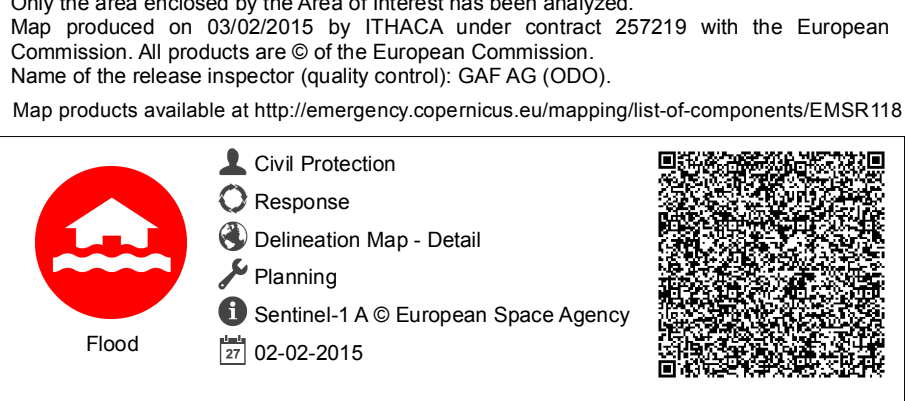 Only the area enclosed by the Area of Interest has been analyzed.
Map produced on 03/02/2015 by ITHACA under contract 257219 with the European
Commission. All products are © of the European Commission.
Name of the release inspector (quality control): GAF AG (ODO).
Map products available at http://emergency.copernicus.eu/mapping/list-of-components/EMSR118
Civil Protection
Response
Delineation Map - Detail
Planning
Sentinel-1 A © European Space Agency
27 02-02-2015
Flood